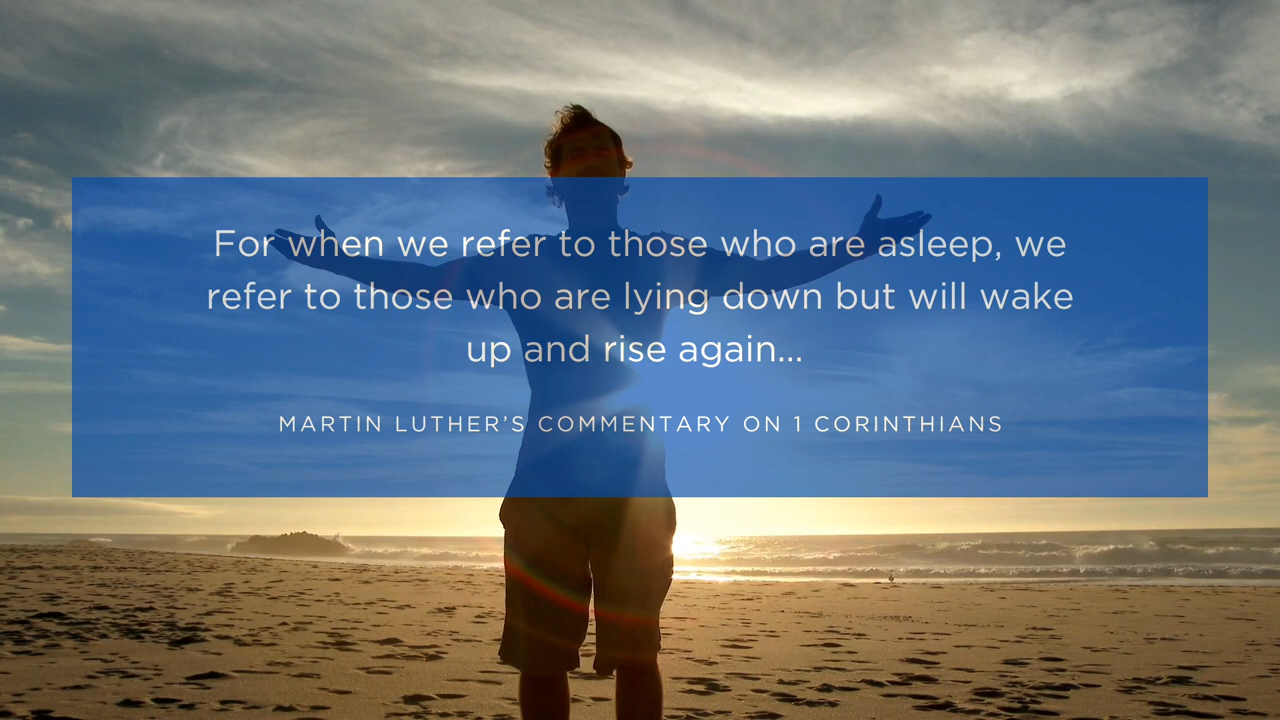 For when we refer to those who are asleep, we
refer to those who are lying down but will wake
up and rise again...
MARTIN LUTHER’S COMMENTARY ON 1 CORINTHIANS